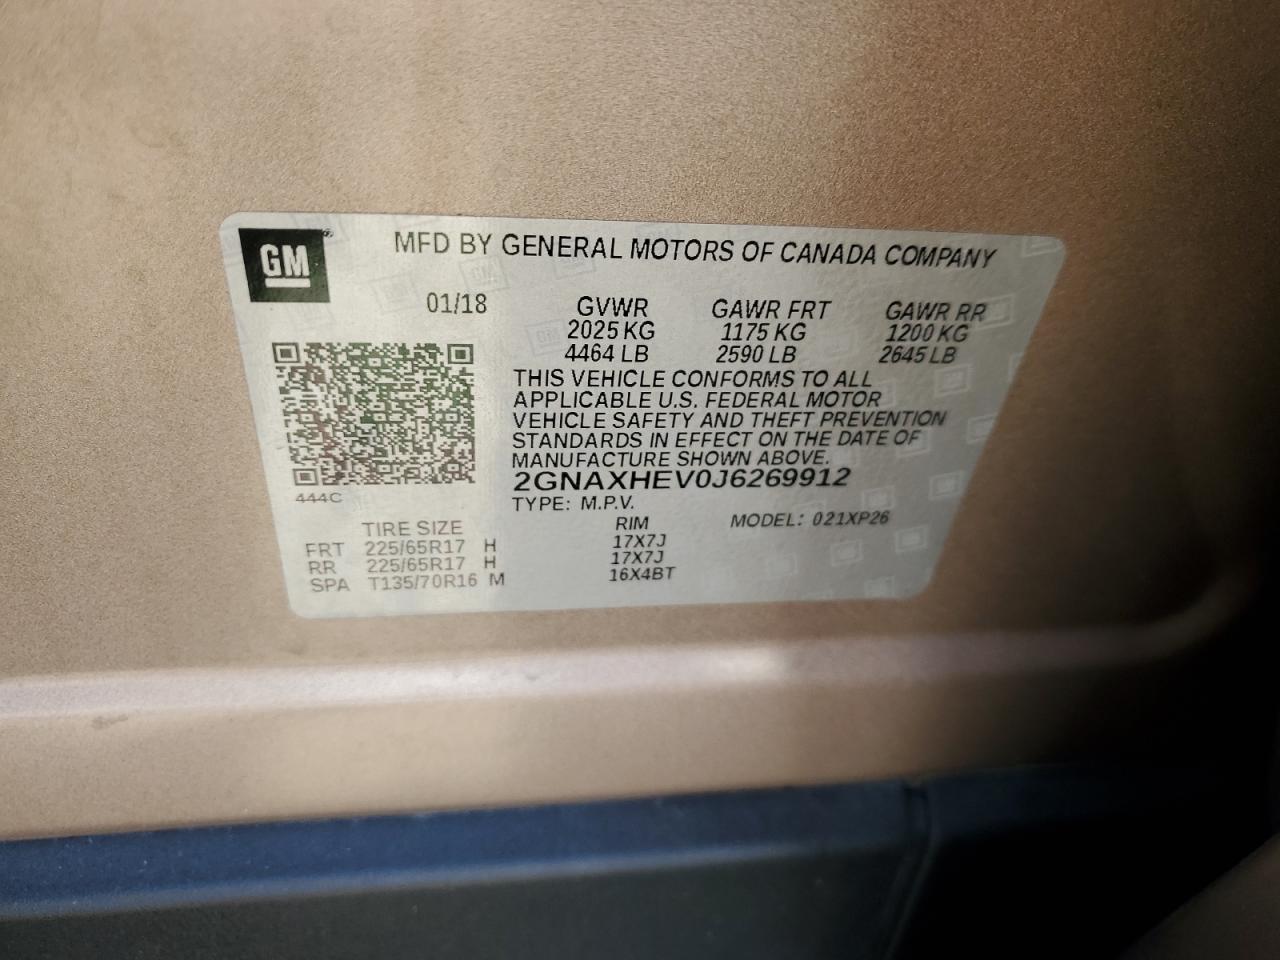 GM
MFD BY GENERAL MOTORS OF CANADA COMPANY
01/18 GVWR GAWR FRT GAWR RR
2025 KG 1175 KG 1200 KG
4464 LB 2590 LB 2645 LB
THIS VEHICLE CONFORMS TO ALL
APPLICABLE U.S. FEDERAL MOTOR
VEHICLE SAFETY AND THEFT PREVENTION
STANDARDS IN EFFECT ON THE DATE OF
MANUFACTURE SHOWN ABOVE.
2GNAXHEV0J6269912
444C
TYPE: M.P.V.
MODEL: 021XP26
TIRE SIZE RIM
FRT 225/65R17 H 17X7J
RR 225/65R17 H 17X7J
SPA T135/70R16 M 16X4BT